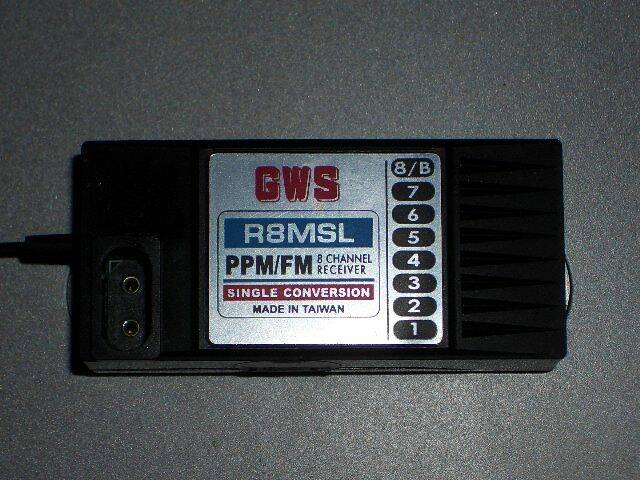 GWS
R8MSL
PPM/FM 8 CHANNEL RECEIVER
SINGLE CONVERSION
MADE IN TAIWAN
8/B
7
6
5
4
3
2
1